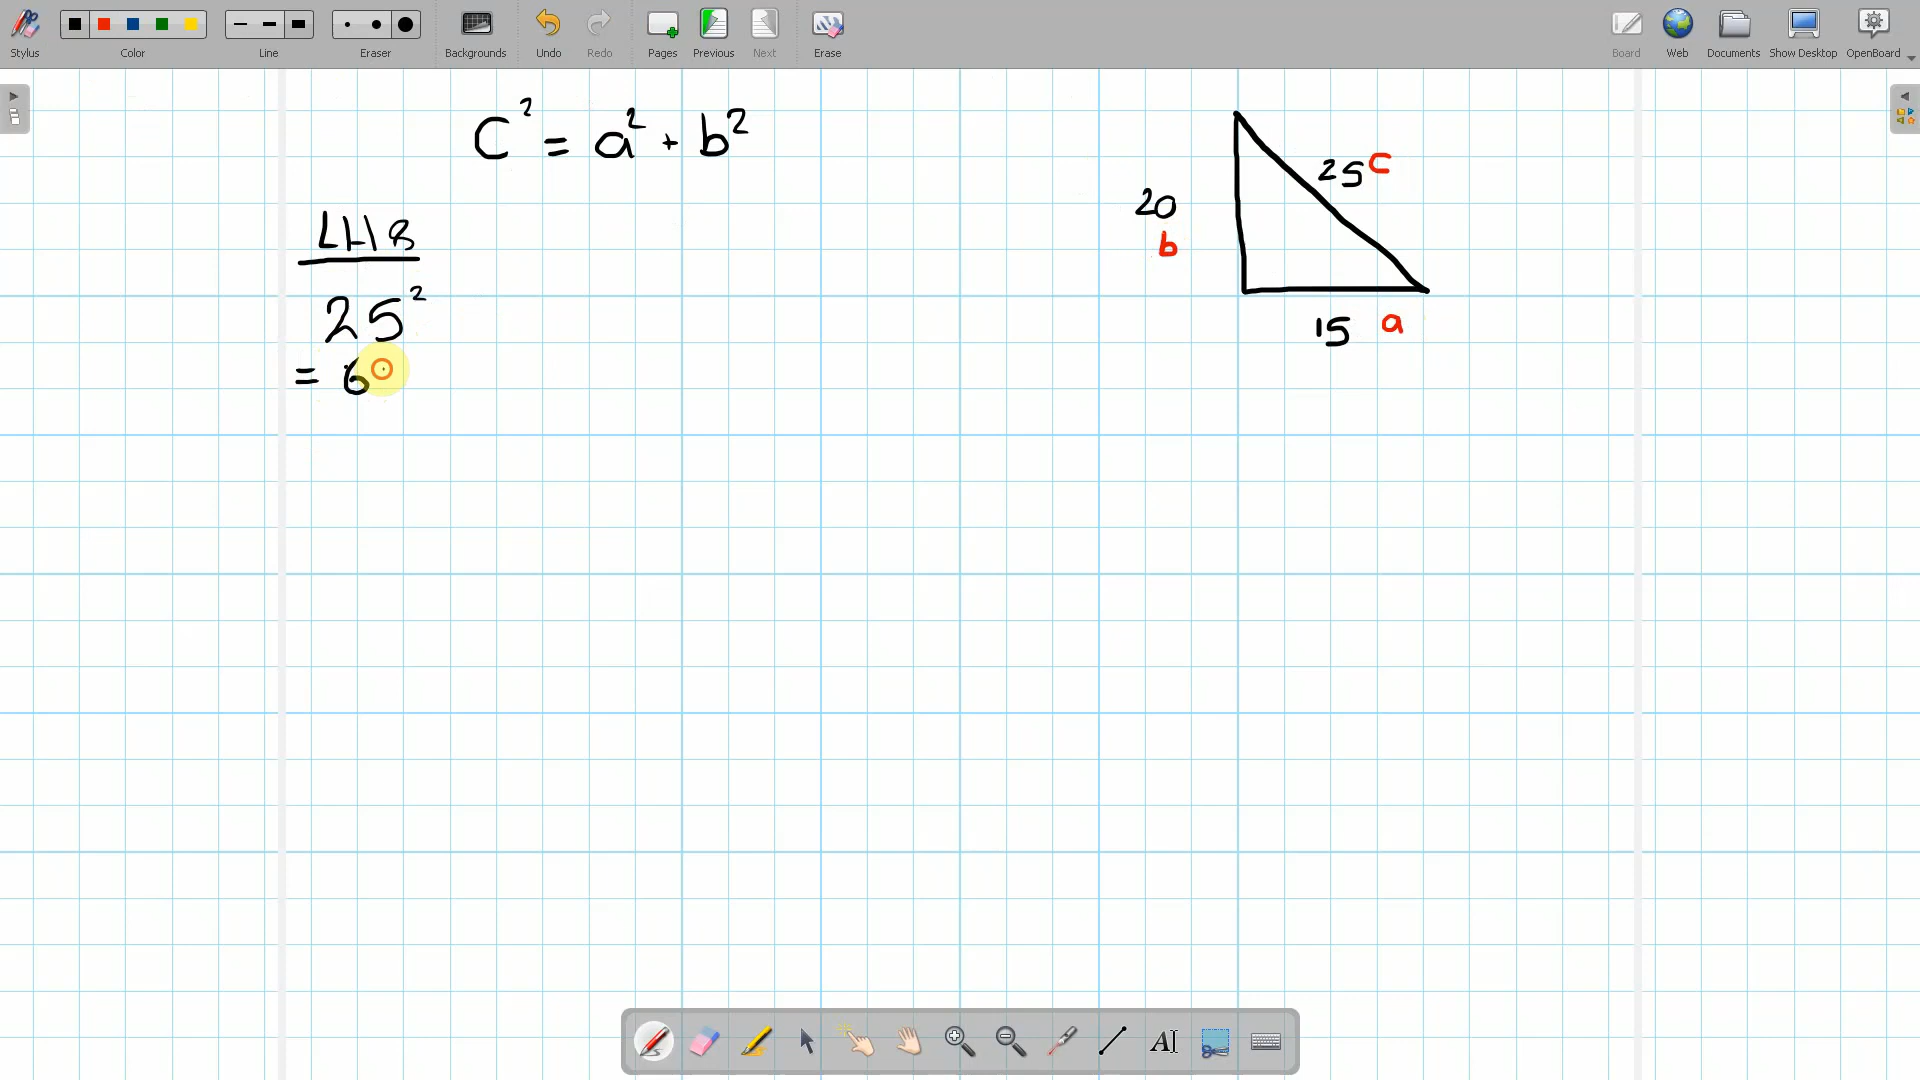 Stylus Color Line Eraser Backgrounds Undo Redo Pages Previous Next Erase Board Web Documents Show Desktop OpenBoard
C² = a² + b²
25 C
20
b
15 a
LHS
25²
= 6